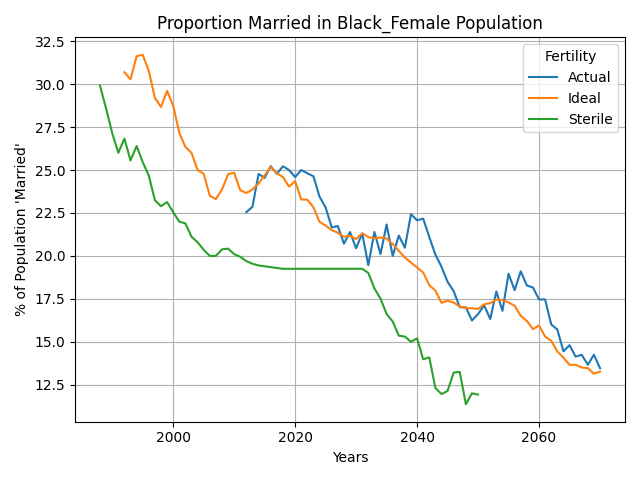 Proportion Married in Black_Female Population
% of Population 'Married'
32.5
30.0
27.5
25.0
22.5
20.0
17.5
15.0
12.5
Fertility
Actual
Ideal
Sterile
2000
2020
2040
2060
Years